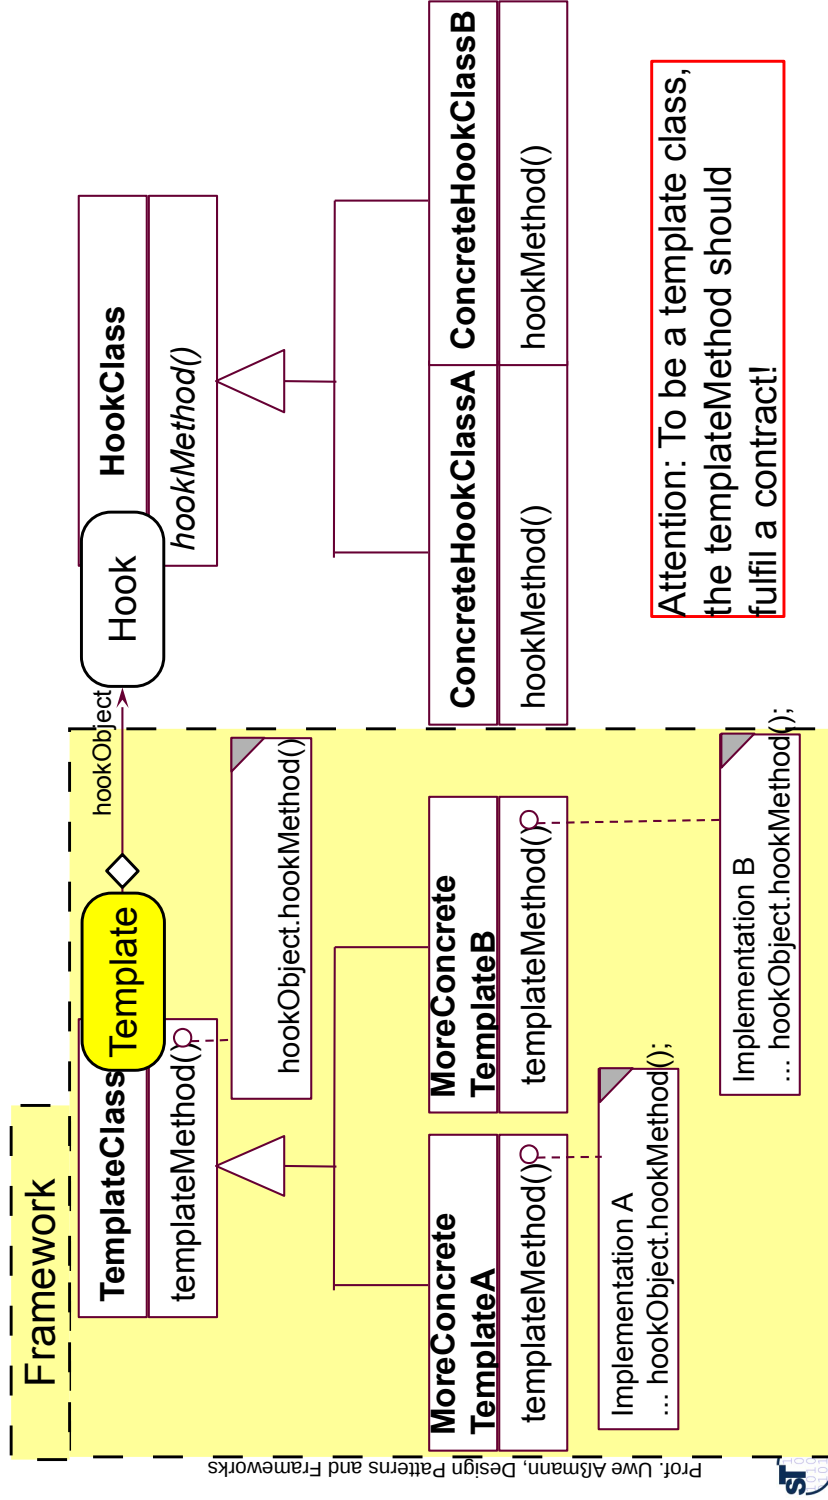 Framework
TemplateClass
Template
templateMethod()
hookObject.hookMethod()
hookObject
Hook
HookClass
hookMethod()
MoreConcrete
TemplateA
templateMethod()
Implementation A
... hookObject.hookMethod();
MoreConcrete
TemplateB
templateMethod()
Implementation B
... hookObject.hookMethod();
ConcreteHookClassA
hookMethod()
ConcreteHookClassB
hookMethod()
Attention: To be a template class,
the templateMethod should
fulfil a contract!
Prof. Uwe Aßmann, Design Patterns and Frameworks
ST